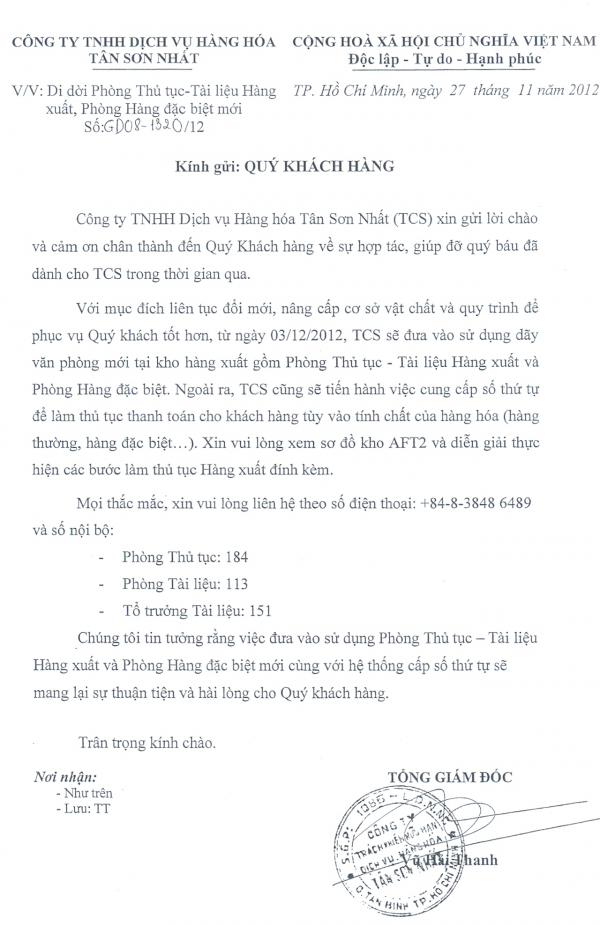 CÔNG TY TNHH DỊCH VỤ HÀNG HÓA
TÂN SƠN NHẤT
CỘNG HOÀ XÃ HỘI CHỦ NGHĨA VIỆT NAM
Độc lập - Tự do - Hạnh phúc
V/V: Di dời Phòng Thủ tục-Tài liệu Hàng
xuất, Phòng Hàng đặc biệt mới
Số:GD08-1320/12
TP. Hồ Chí Minh, ngày 27 tháng 11 năm 2012
Kính gửi: QUÝ KHÁCH HÀNG
Công ty TNHH Dịch vụ Hàng hóa Tân Sơn Nhất (TCS) xin gửi lời chào
và cảm ơn chân thành đến Quý Khách hàng về sự hợp tác, giúp đỡ quý báu đã
dành cho TCS trong thời gian qua.
Với mục đích liên tục đổi mới, nâng cấp cơ sở vật chất và quy trình để
phục vụ Quý khách tốt hơn, từ ngày 03/12/2012, TCS sẽ đưa vào sử dụng dãy
văn phòng mới tại kho hàng xuất gồm Phòng Thủ tục - Tài liệu Hàng xuất và
Phòng Hàng đặc biệt. Ngoài ra, TCS cũng sẽ tiến hành việc cung cấp số thứ tự
để làm thủ tục thanh toán cho khách hàng tùy vào tính chất của hàng hóa (hàng
thường, hàng đặc biệt…). Xin vui lòng xem sơ đồ kho AFT2 và diễn giải thực
hiện các bước làm thủ tục Hàng xuất đính kèm.
Mọi thắc mắc, xin vui lòng liên hệ theo số điện thoại: +84-8-3848 6489
và số nội bộ:
- Phòng Thủ tục: 184
- Phòng Tài liệu: 113
- Tổ trưởng Tài liệu: 151
Chúng tôi tin tưởng rằng việc đưa vào sử dụng Phòng Thủ tục – Tài liệu
Hàng xuất và Phòng Hàng đặc biệt mới cùng với hệ thống cấp số thứ tự sẽ
mang lại sự thuận tiện và hài lòng cho Quý khách hàng.
Trân trọng kính chào.
Nơi nhận:
- Như trên
- Lưu: TT
TỔNG GIÁM ĐỐC
S.G.P: 1086
CÔNG TY
TRÁCH NHIỆM HỮU HẠN
DỊCH VỤ HÀNG HÓA
TÂN SƠN NHẤT
Q.TÂN BÌNH T.P. HỒ CHÍ MINH
Vũ Hải Thanh